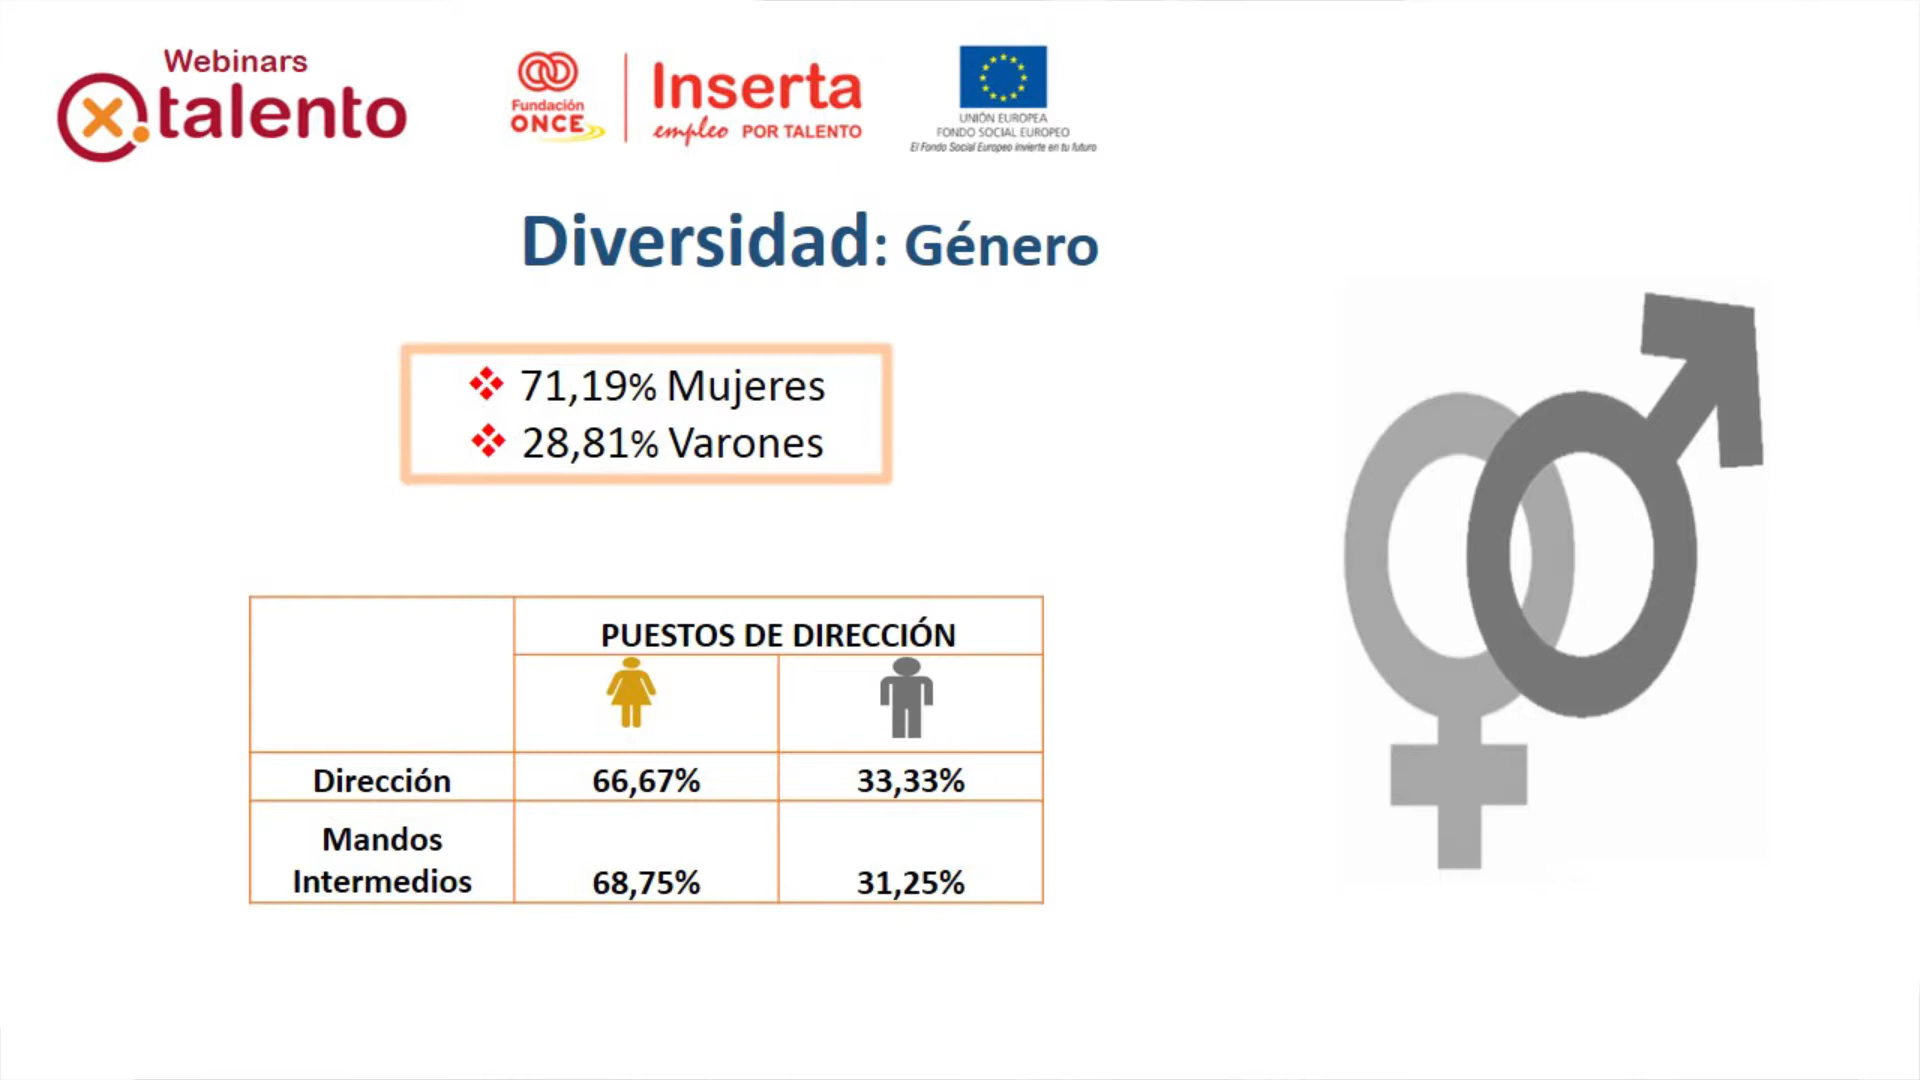 Webinars
x.talento
Fundación
ONCE
Inserta
empleo POR TALENTO
UNIÓN EUROPEA
FONDO SOCIAL EUROPEO
El Fondo Social Europeo invierte en tu futuro
Diversidad: Género
71,19% Mujeres
28,81% Varones
PUESTOS DE DIRECCIÓN
Dirección 66,67% 33,33%
Mandos
Intermedios 68,75% 31,25%